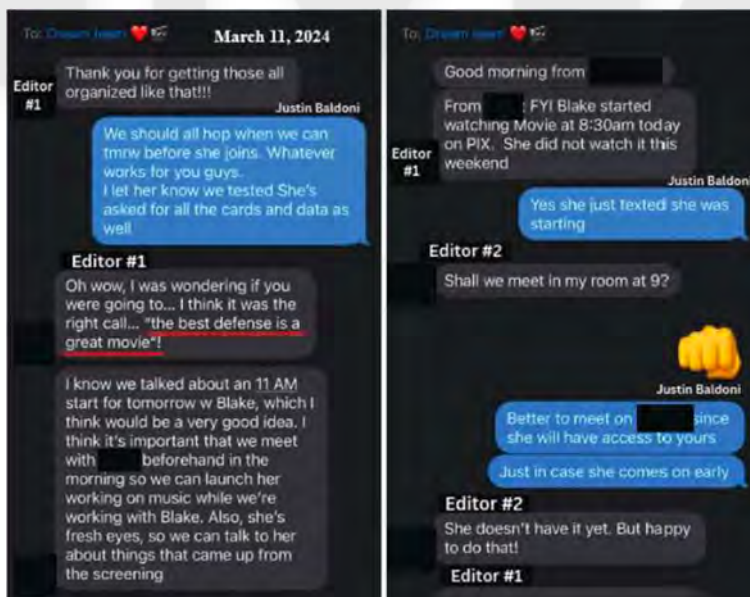 To: Dream team ❤️🎬
March 11, 2024
Editor
#1
Thank you for getting those all
organized like that!!!
Justin Baldoni
We should all hop when we can
tmrw before she joins. Whatever
works for you guys.
I let her know we tested She's
asked for all the cards and data as
well
Editor #1
Oh wow, I was wondering if you
were going to... I think it was the
right call... "the best defense is a
great movie"!
I know we talked about an 11 AM
start for tomorrow w Blake, which I
think would be a very good idea. I
think it's important that we meet
with beforehand in the
morning so we can launch her
working on music while we're
working with Blake. Also, she's
fresh eyes, so we can talk to her
about things that came up from
the screening
To: Dream team ❤️🎬
Good morning from
Editor
#1
From : FYI Blake started
watching Movie at 8:30am today
on PIX. She did not watch it this
weekend
Justin Baldoni
Yes she just texted she was
starting
Editor #2
Shall we meet in my room at 9?
Justin Baldoni
Better to meet on since
she will have access to yours
Just in case she comes on early
Editor #2
She doesn't have it yet. But happy
to do that!
Editor #1